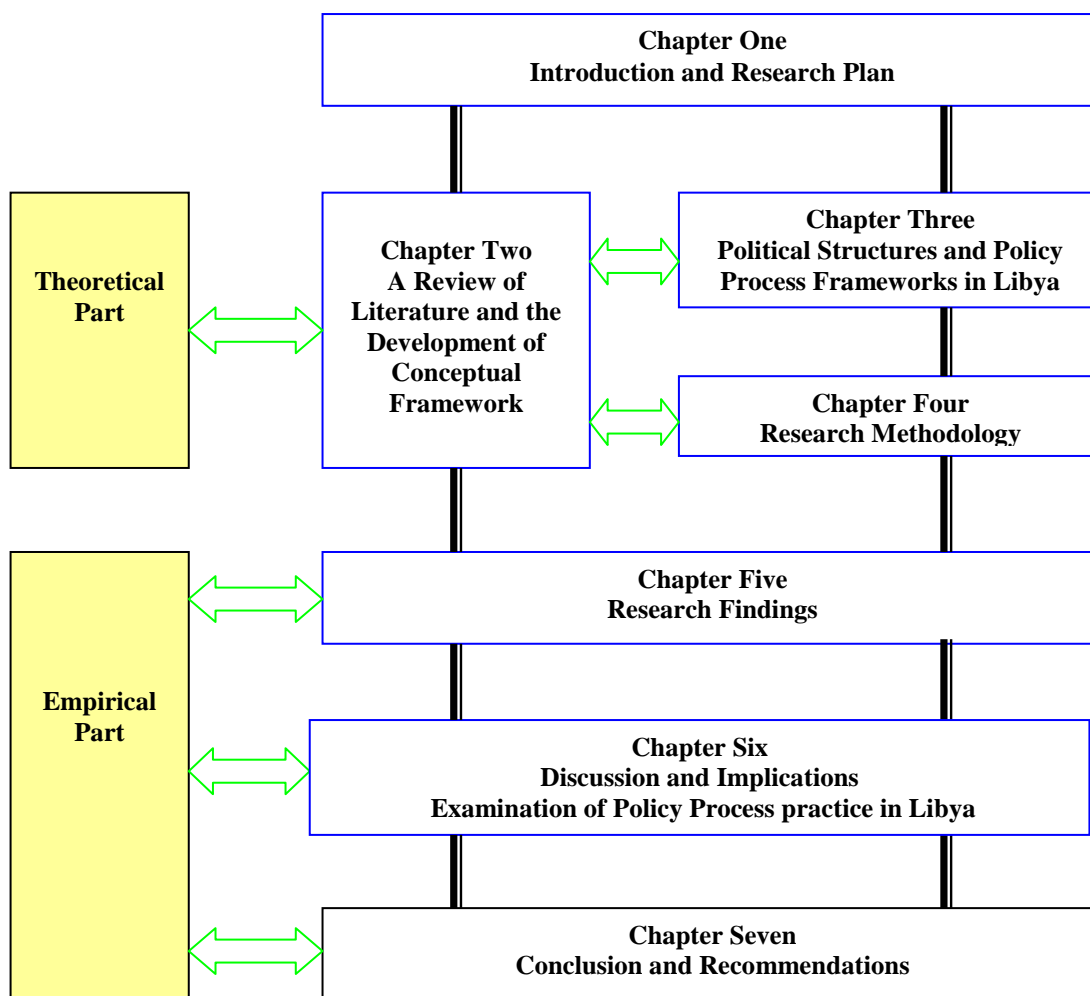 Chapter One
Introduction and Research Plan
Theoretical
Part
Chapter Two
A Review of
Literature and the
Development of
Conceptual
Framework
Chapter Three
Political Structures and Policy
Process Frameworks in Libya
Chapter Four
Research Methodology
Empirical
Part
Chapter Five
Research Findings
Chapter Six
Discussion and Implications
Examination of Policy Process practice in Libya
Chapter Seven
Conclusion and Recommendations